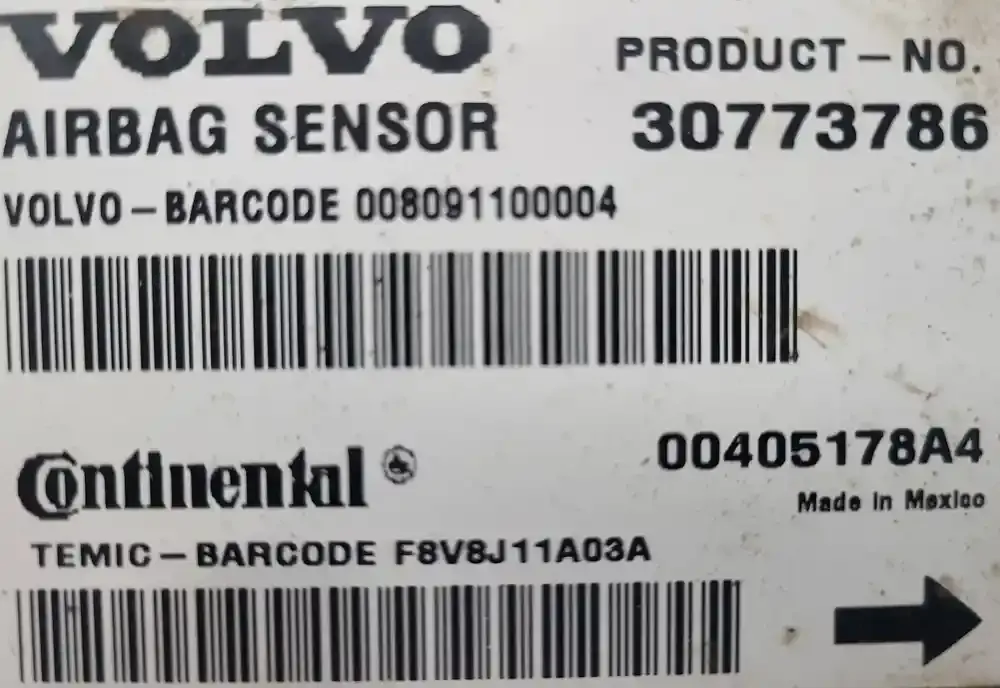 VOLVO
PRODUCT – NO.
AIRBAG SENSOR
30773786
VOLVO – BARCODE 008091100004
Continental
00405178A4
Made in Mexico
TEMIC – BARCODE F8V8J11A03A